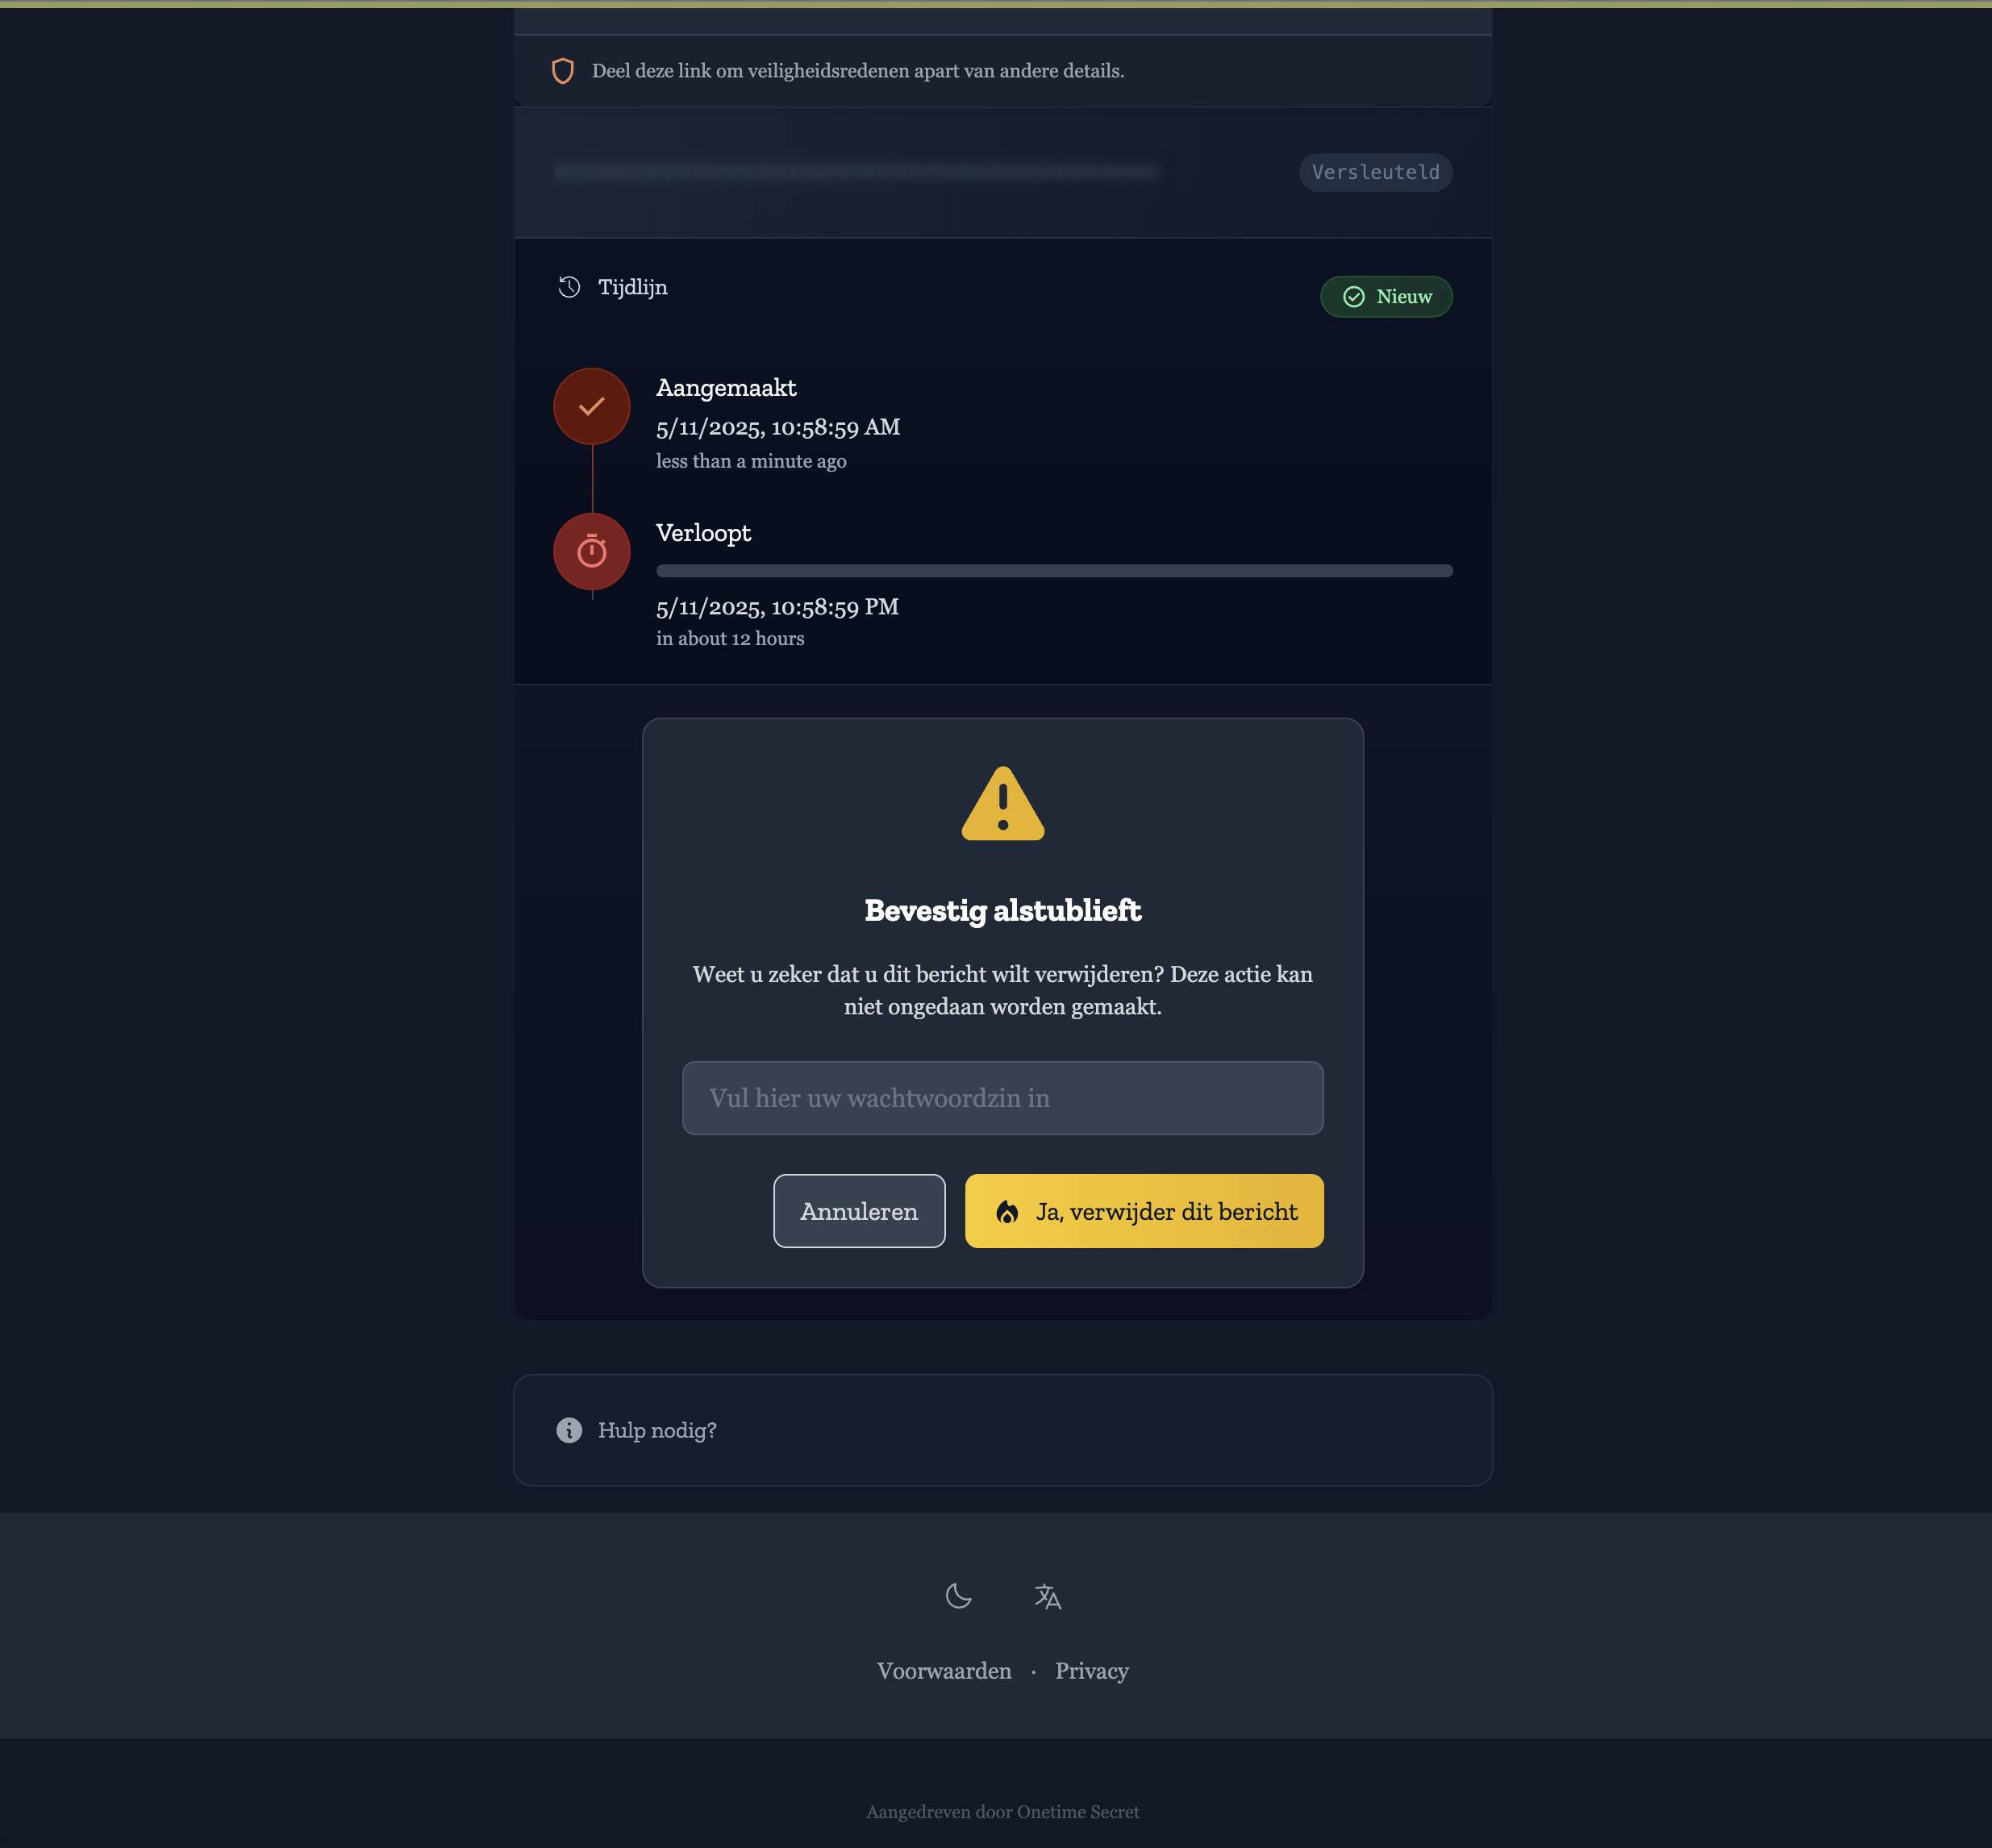 Deel deze link om veiligheidsredenen apart van andere details.
Versleuteld
Tijdlijn
Nieuw
Aangemaakt
5/11/2025, 10:58:59 AM
less than a minute ago
Verloopt
5/11/2025, 10:58:59 PM
in about 12 hours
Bevestig alstublieft
Weet u zeker dat u dit bericht wilt verwijderen? Deze actie kan
niet ongedaan worden gemaakt.
Vul hier uw wachtwoordzin in
Annuleren
Ja, verwijder dit bericht
Hulp nodig?
Voorwaarden · Privacy
Aangedreven door Onetime Secret